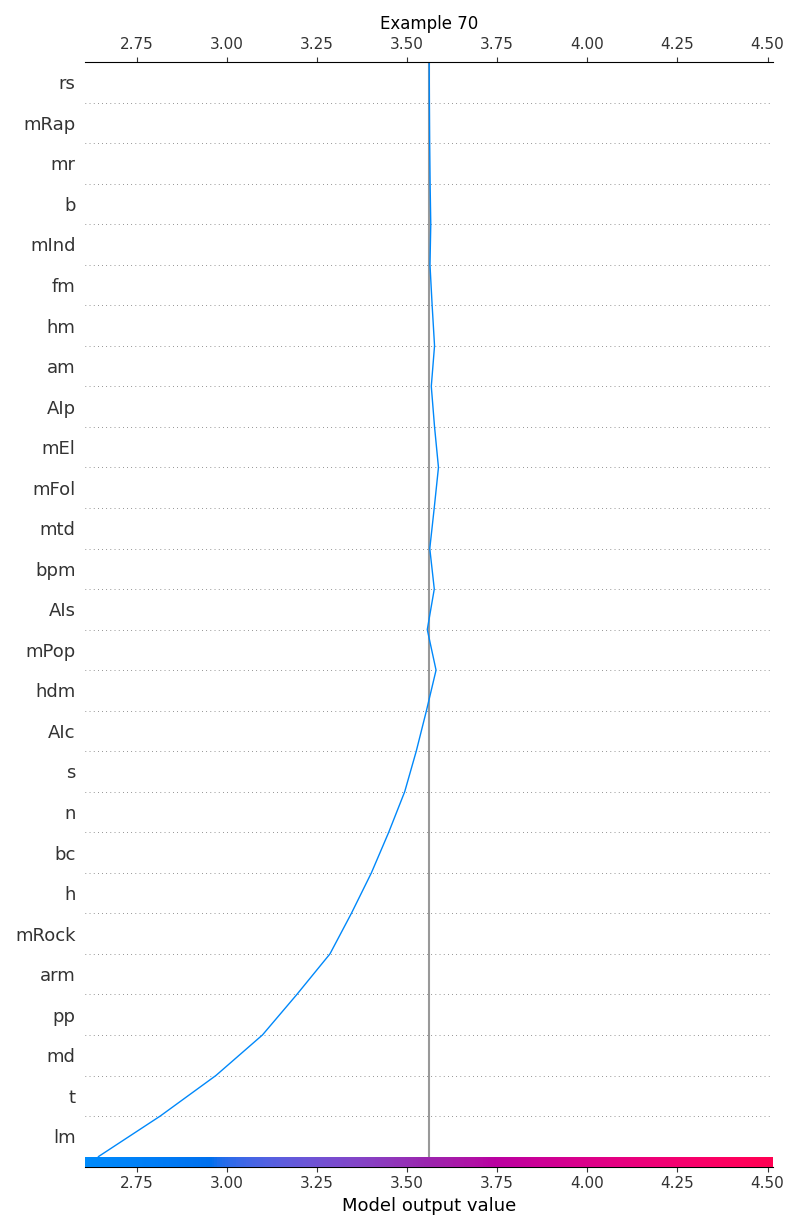 Example 70
2.75 3.00 3.25 3.50 3.75 4.00 4.25 4.50
rs
mRap
mr
b
mInd
fm
hm
am
AIp
mEl
mFol
mtd
bpm
AIs
mPop
hdm
AIc
s
n
bc
h
mRock
arm
pp
md
t
lm
2.75 3.00 3.25 3.50 3.75 4.00 4.25 4.50
Model output value